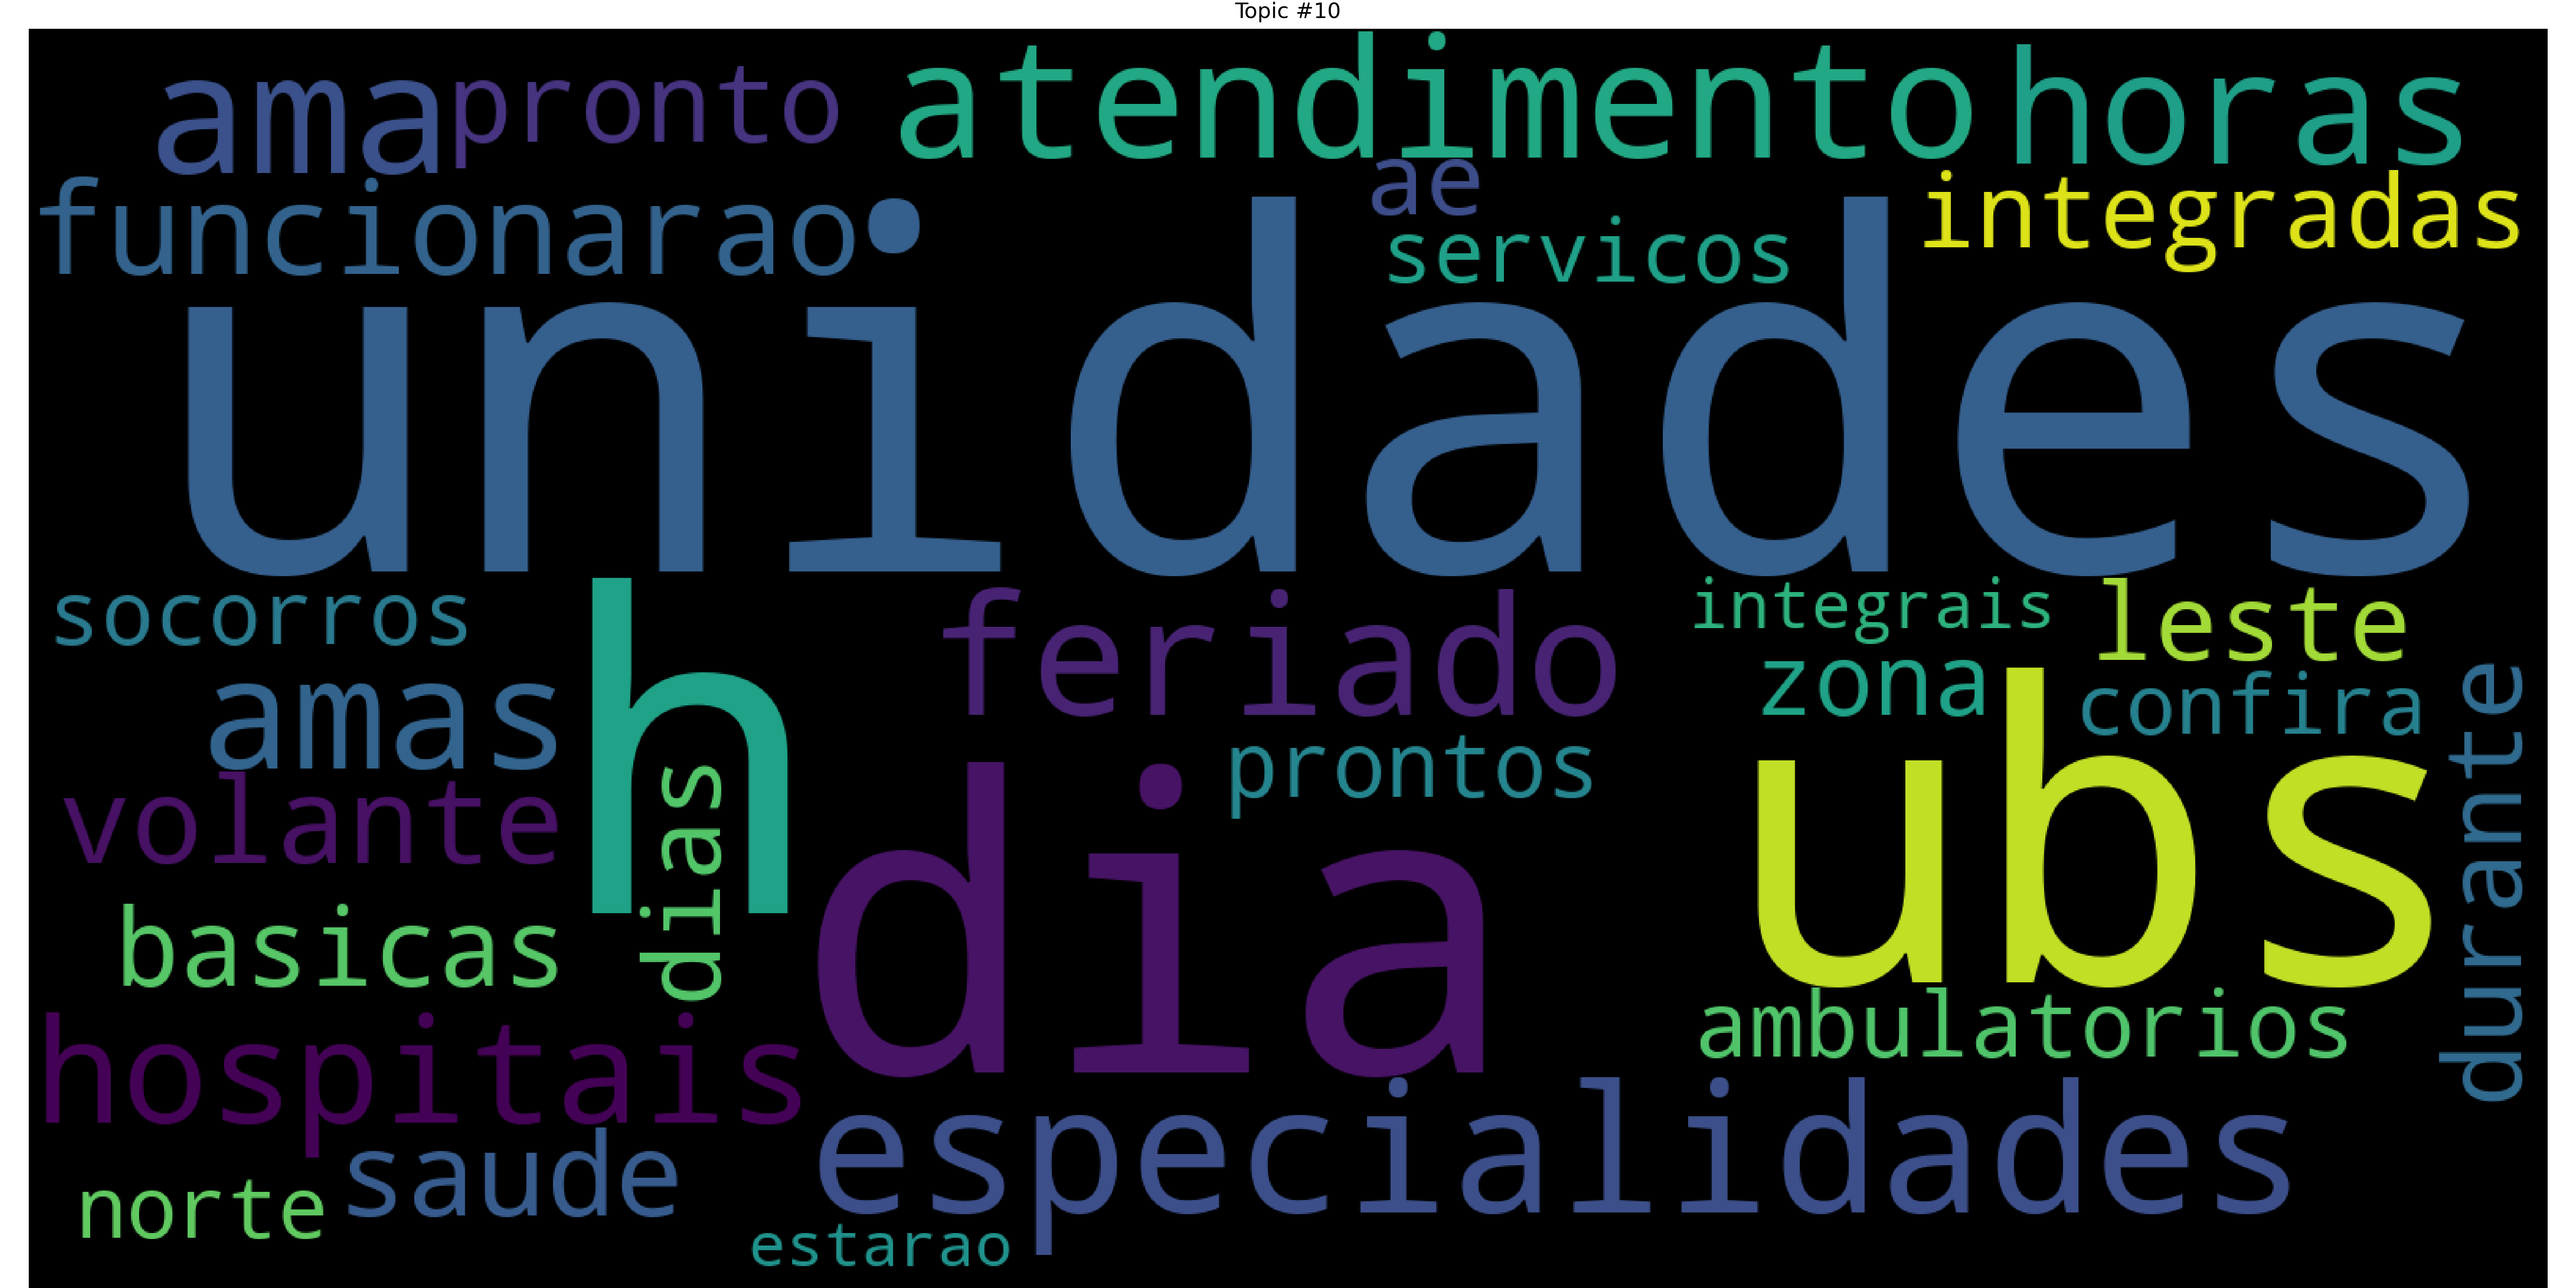 Topic #10
ama pronto atendimento horas
funcionarao ae integradas
servicos
unidades
socorros h feriado integrais leste
amas zona confira
volante dias prontos durante
basicas dia ubs
hospitais ambulatorios
norte saude especialidades
estarao